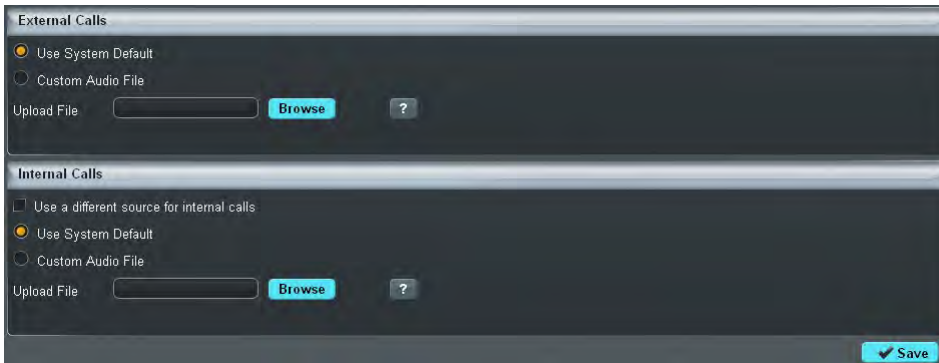 External Calls
Use System Default
Custom Audio File
Upload File Browse ?
Internal Calls
Use a different source for internal calls
Use System Default
Custom Audio File
Upload File Browse ?
Save